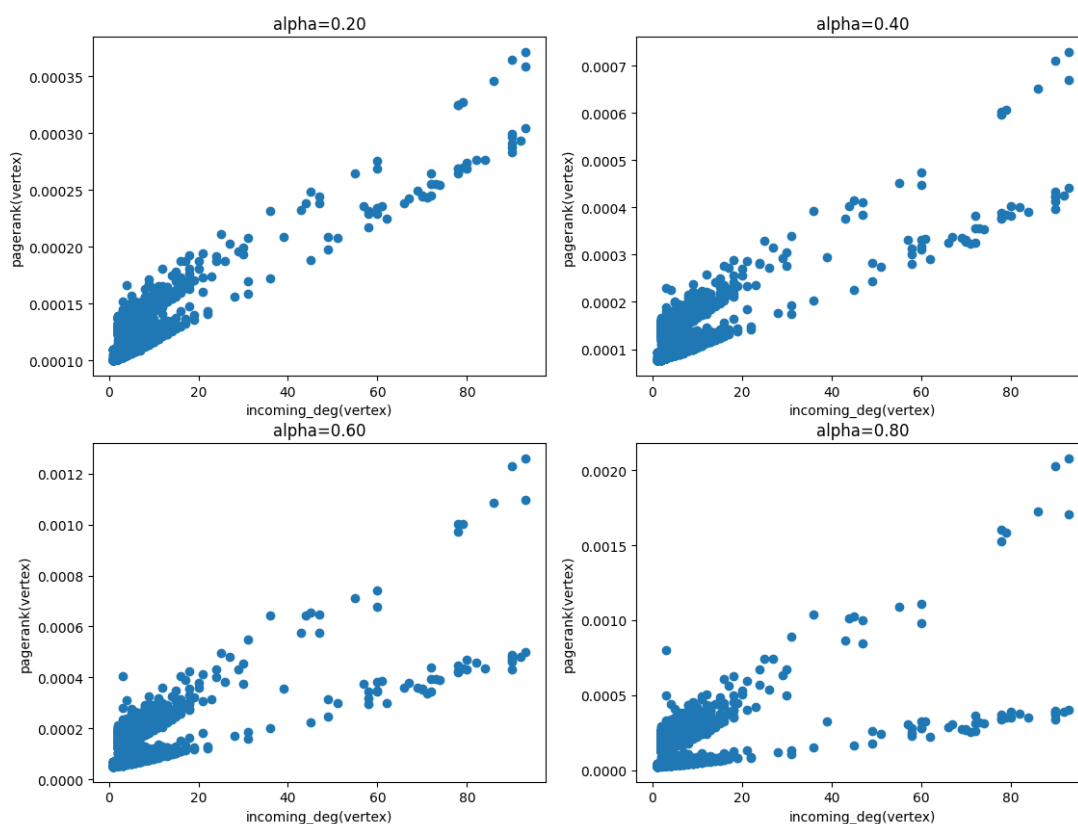 alpha=0.20
0.00035
0.00030
0.00025
0.00020
0.00015
0.00010
pagerank(vertex)
0 20 40 60 80
incoming_deg(vertex)
alpha=0.40
0.0007
0.0006
0.0005
0.0004
0.0003
0.0002
0.0001
pagerank(vertex)
0 20 40 60 80
incoming_deg(vertex)
alpha=0.60
0.0012
0.0010
0.0008
0.0006
0.0004
0.0002
0.0000
pagerank(vertex)
0 20 40 60 80
incoming_deg(vertex)
alpha=0.80
0.0020
0.0015
0.0010
0.0005
0.0000
pagerank(vertex)
0 20 40 60 80
incoming_deg(vertex)